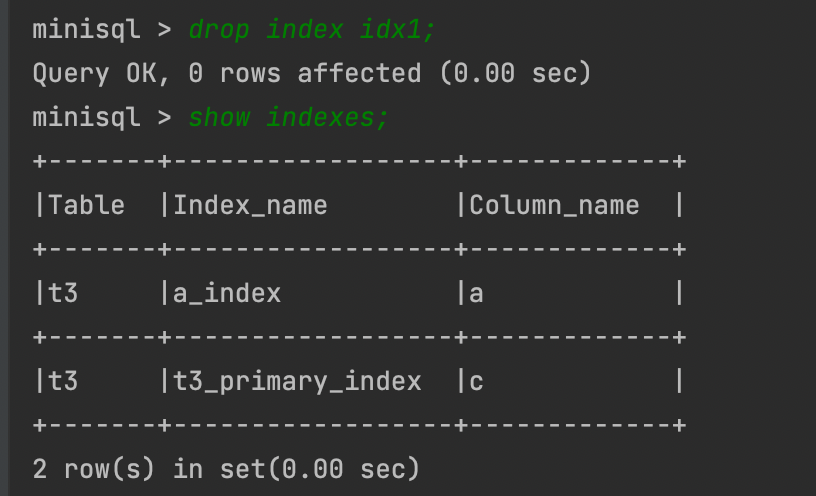 minisql > drop index idx1;
Query OK, 0 rows affected (0.00 sec)
minisql > show indexes;
+-------+------------------+-------------+
|Table  |Index_name        |Column_name  |
+-------+------------------+-------------+
|t3     |a_index           |a            |
+-------+------------------+-------------+
|t3     |t3_primary_index  |c            |
+-------+------------------+-------------+
2 row(s) in set(0.00 sec)